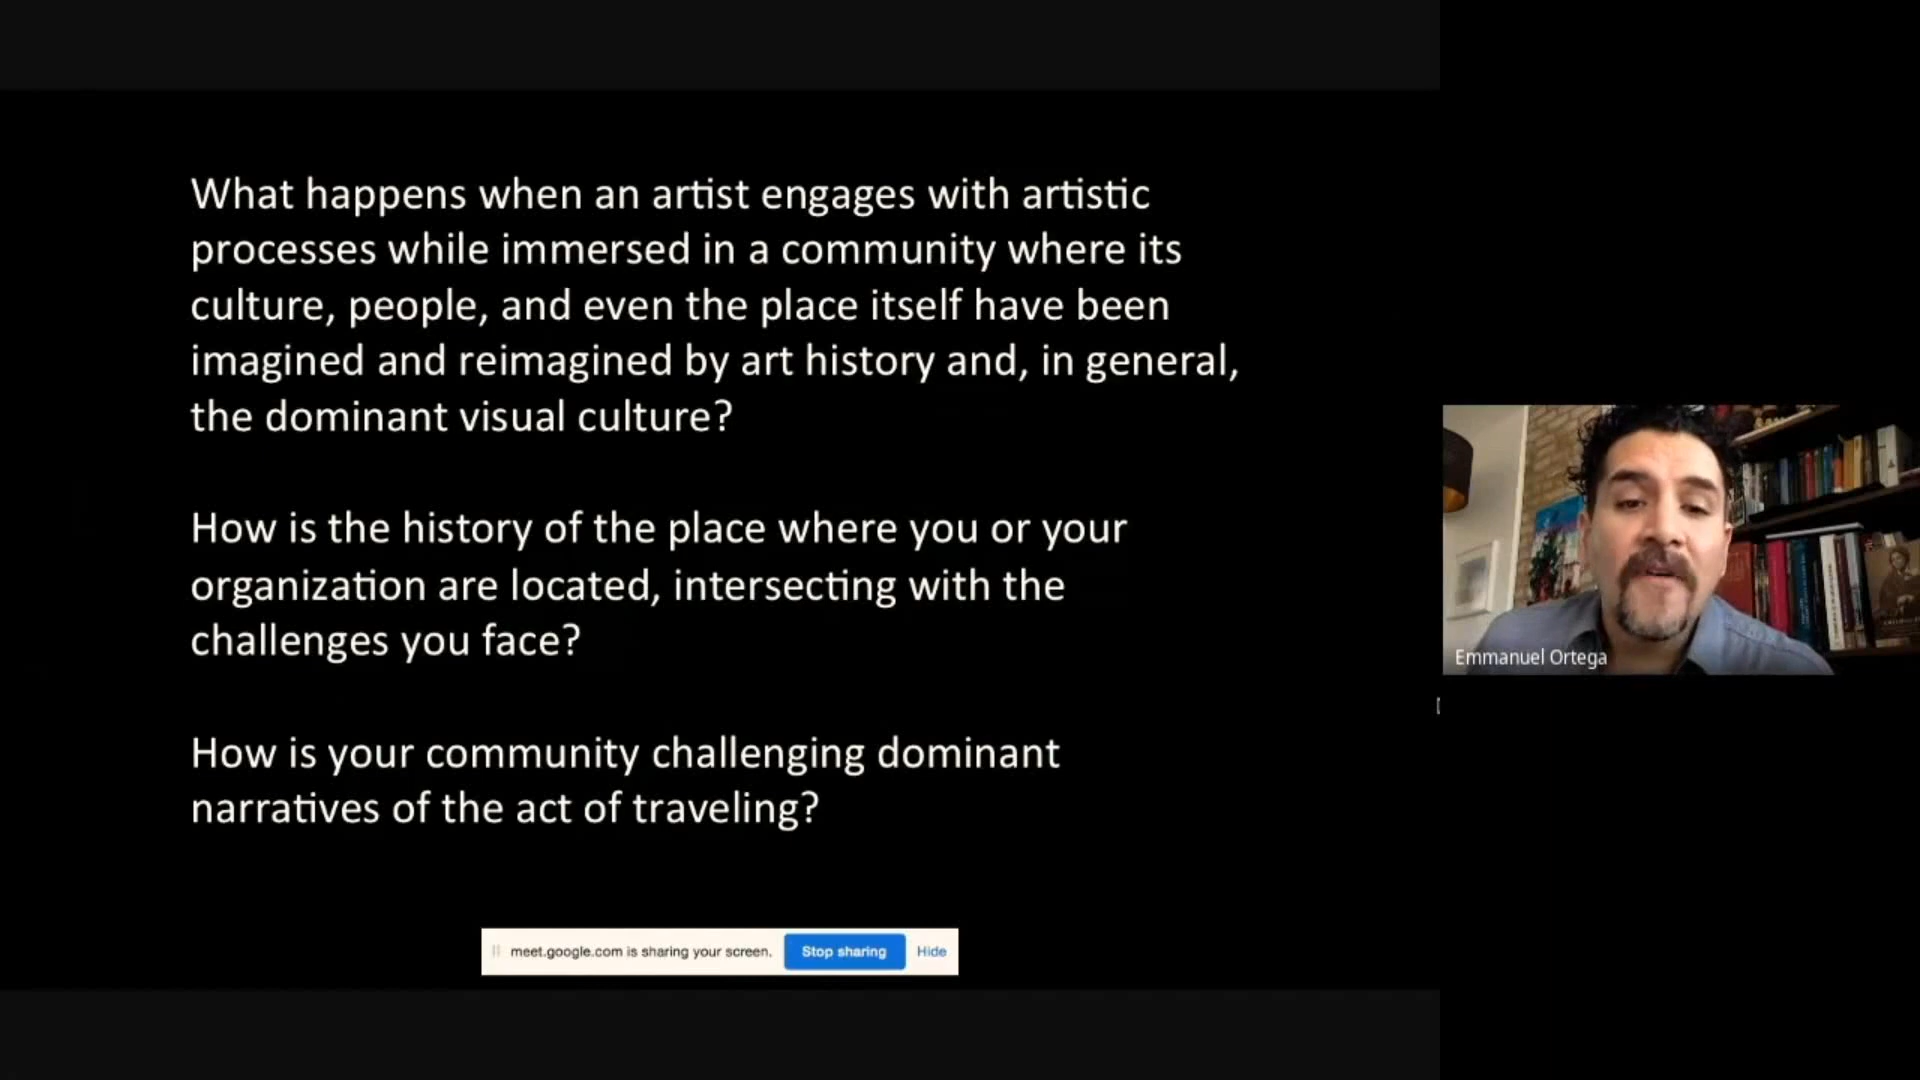 What happens when an artist engages with artistic
processes while immersed in a community where its
culture, people, and even the place itself have been
imagined and reimagined by art history and, in general,
the dominant visual culture?
How is the history of the place where you or your
organization are located, intersecting with the
challenges you face?
How is your community challenging dominant
narratives of the act of traveling?
Emmanuel Ortega
meet.google.com is sharing your screen. Stop sharing Hide